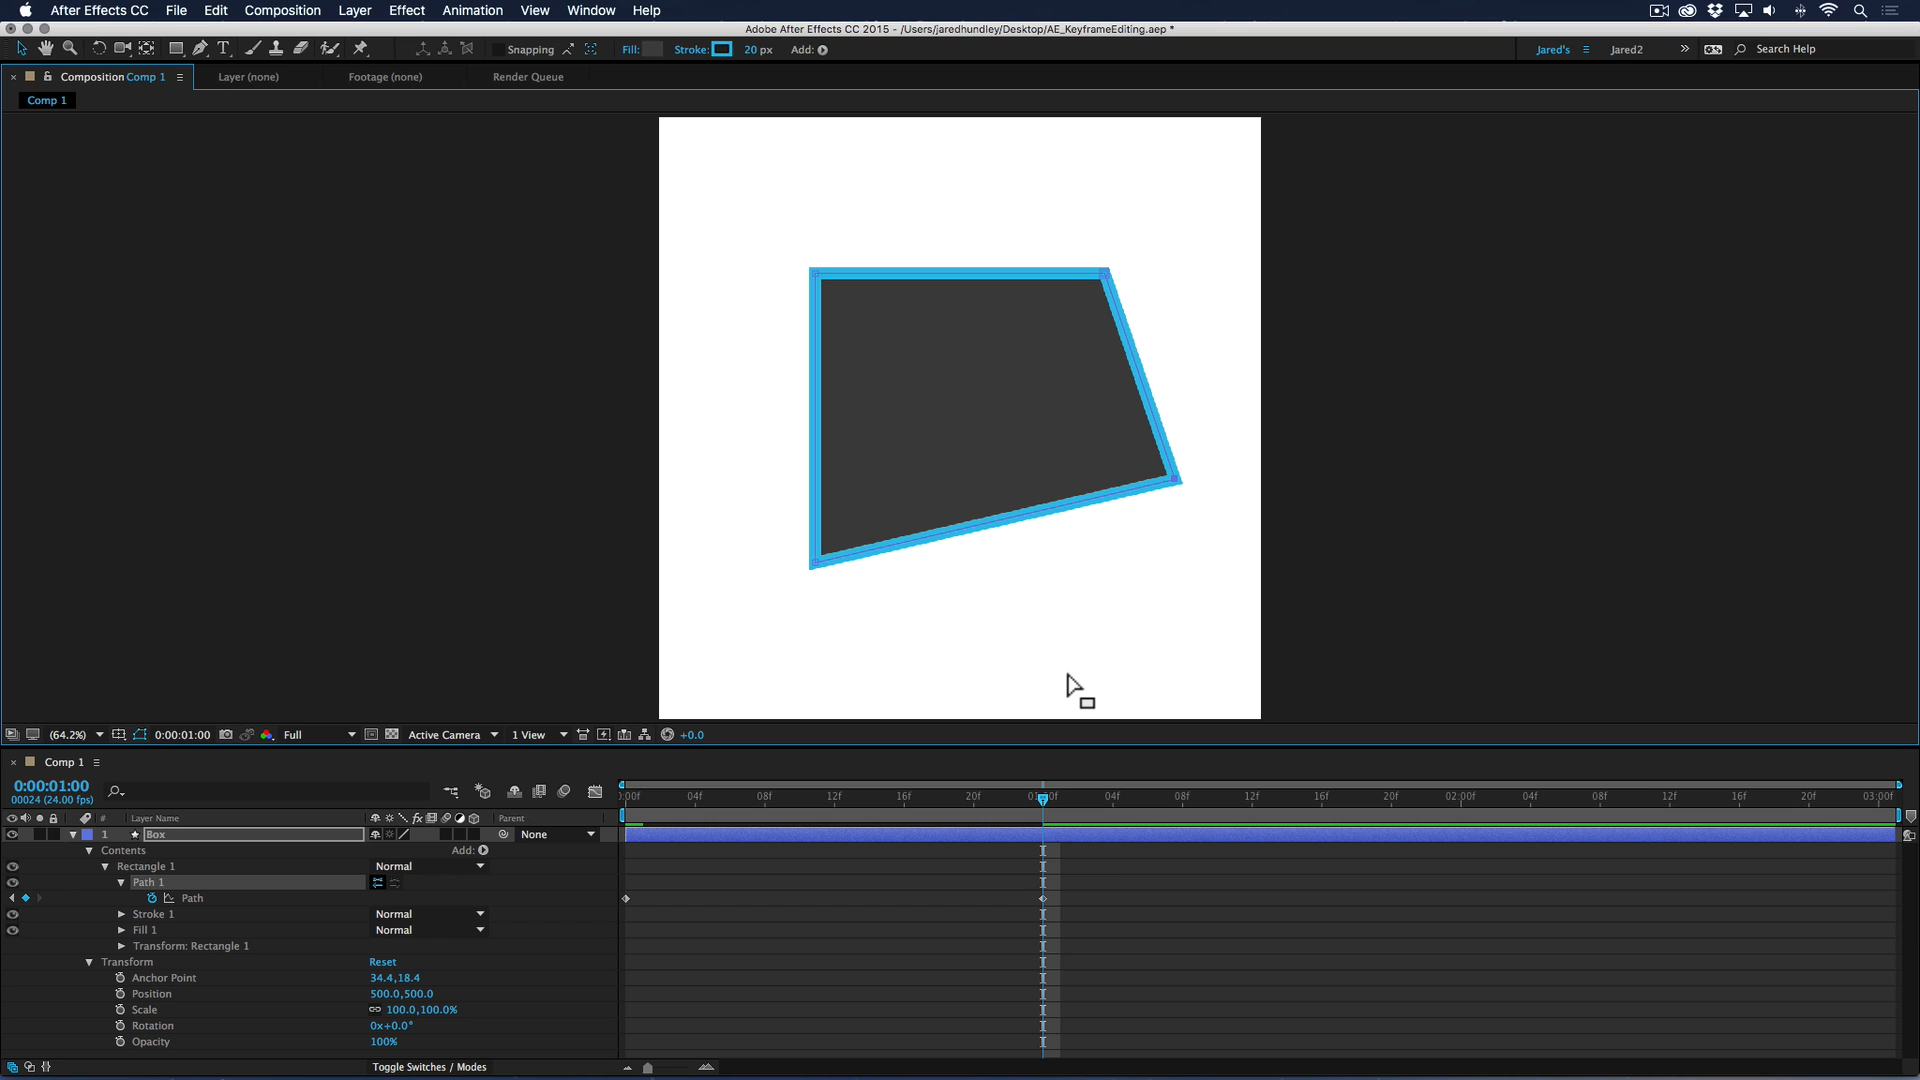 After Effects CC File Edit Composition Layer Effect Animation View Window Help
Adobe After Effects CC 2015 - /Users/jaredhundley/Desktop/AE_KeyframeEditing.aep *
Snapping Fill: Stroke: 20 px Add: Jared's Jared2 Search Help
Composition Comp 1 Layer (none) Footage (none) Render Queue
Comp 1
(64.2%) 0:00:01:00 Full Active Camera 1 View +0.0
Comp 1
0:00:01:00
00024 (24.00 fps)
):00f 04f 08f 12f 16f 20f 01:00f 04f 08f 12f 16f 20f 02:00f 04f 08f 12f 16f 20f 03:00f
# Layer Name Parent
1 Box None
Contents Add:
Rectangle 1 Normal
Path 1
Path
Stroke 1 Normal
Fill 1 Normal
Transform: Rectangle 1
Transform Reset
Anchor Point 34.4,18.4
Position 500.0,500.0
Scale 100.0,100.0%
Rotation 0x+0.0°
Opacity 100%
Toggle Switches / Modes